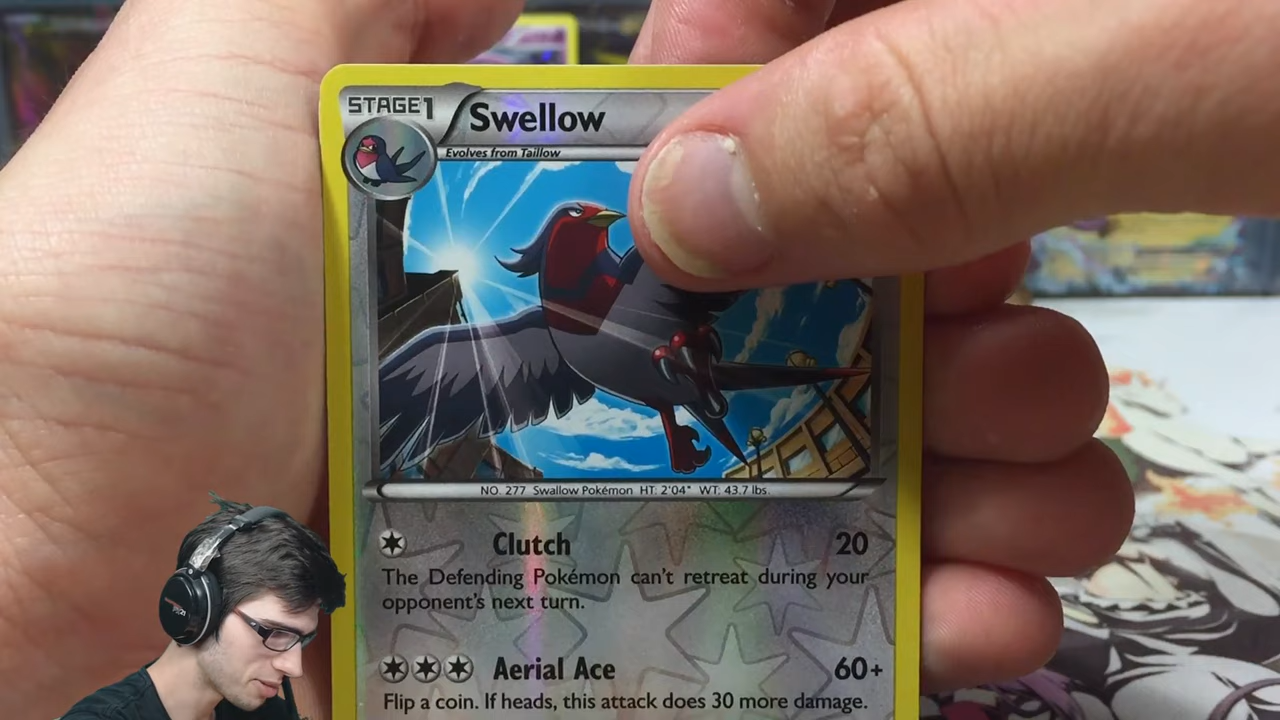 STAGE1
Swellow
Evolves from Taillow
NO. 277 Swallow Pokémon HT: 2'04" WT: 43.7 lbs.
Clutch 20
The Defending Pokémon can't retreat during your
opponent's next turn.
Aerial Ace 60+
Flip a coin. If heads, this attack does 30 more damage.